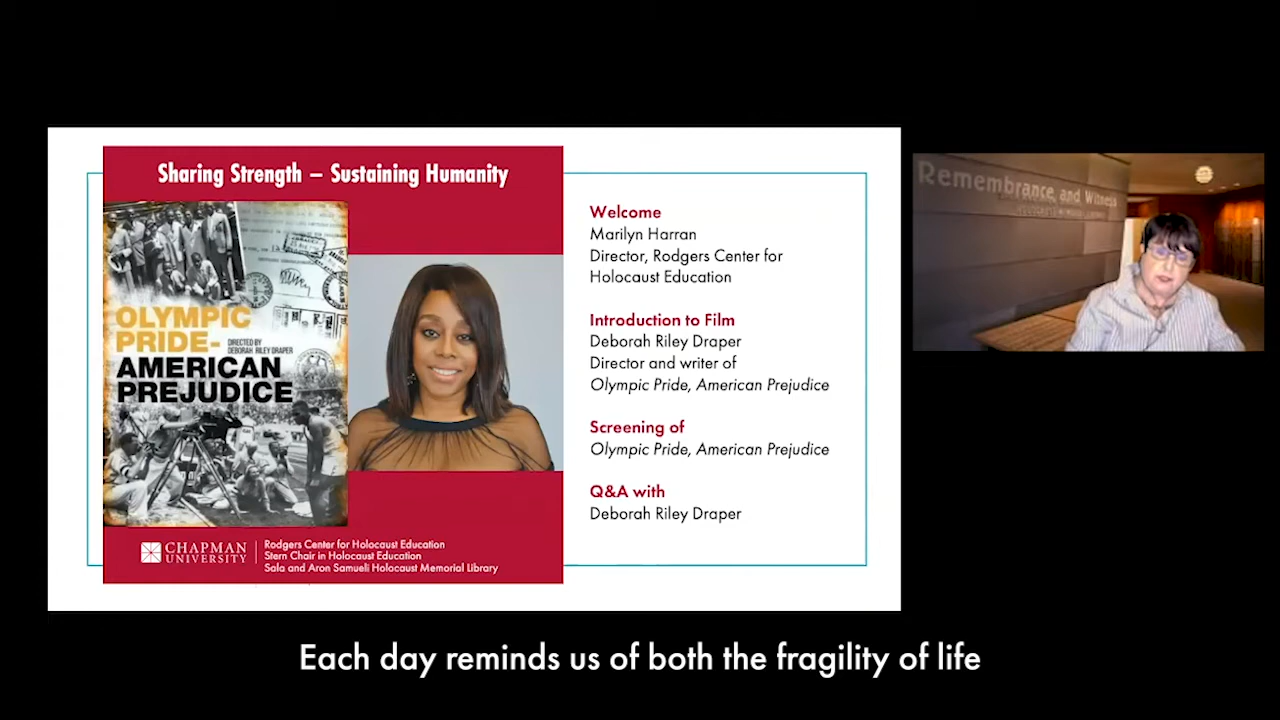 Sharing Strength – Sustaining Humanity
OLYMPIC
PRIDE-
DIRECTED BY
DEBORAH RILEY DRAPER
AMERICAN
PREJUDICE
CHAPMAN
UNIVERSITY
Rodgers Center for Holocaust Education
Stern Chair in Holocaust Education
Sala and Aron Samueli Holocaust Memorial Library
Welcome
Marilyn Harran
Director, Rodgers Center for
Holocaust Education
Introduction to Film
Deborah Riley Draper
Director and writer of
Olympic Pride, American Prejudice
Screening of
Olympic Pride, American Prejudice
Q&A with
Deborah Riley Draper
Remembrance and Witness
Each day reminds us of both the fragility of life